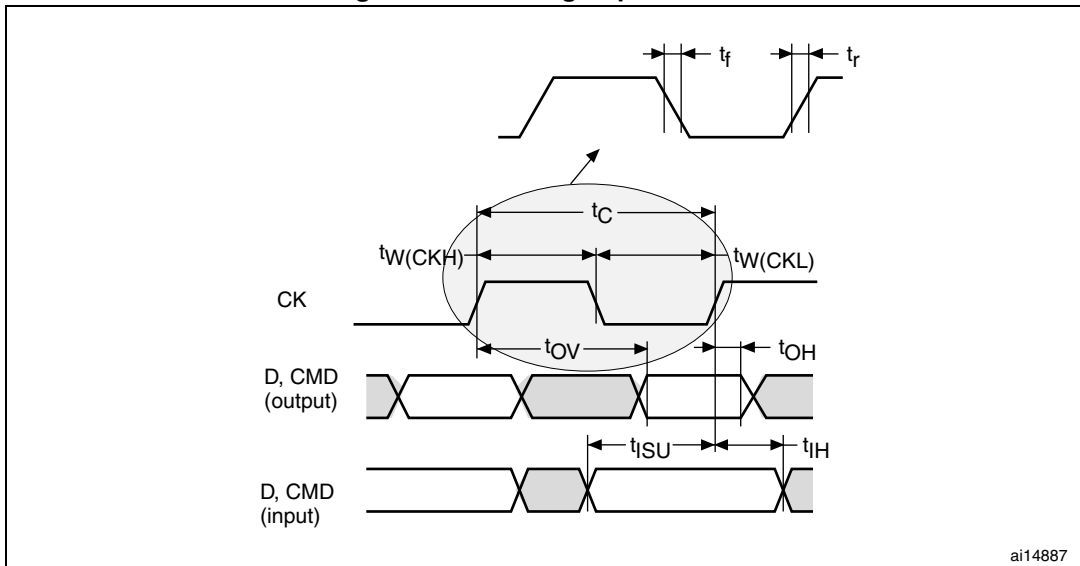 tf
tr
tC
tW(CKH)
tW(CKL)
CK
tOV
tOH
D, CMD
(output)
tISU
tIH
D, CMD
(input)
ai14887